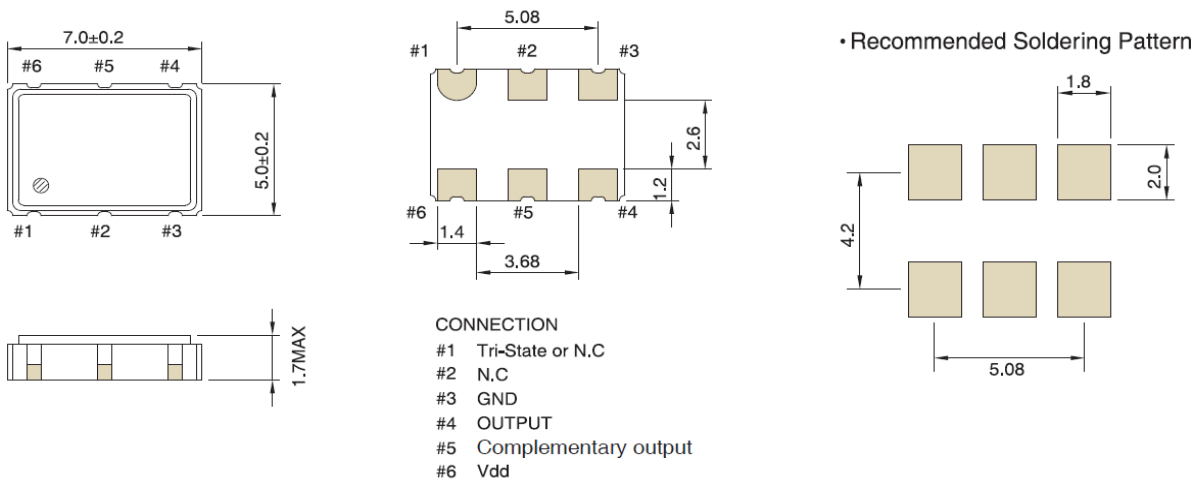 7.0±0.2
#6 #5 #4
5.0±0.2
#1 #2 #3
1.7MAX
5.08
#1 #2 #3
2.6
1.2
#6 #5 #4
1.4
3.68
CONNECTION
#1 Tri-State or N.C
#2 N.C
#3 GND
#4 OUTPUT
#5 Complementary output
#6 Vdd
• Recommended Soldering Pattern
1.8
2.0
4.2
5.08